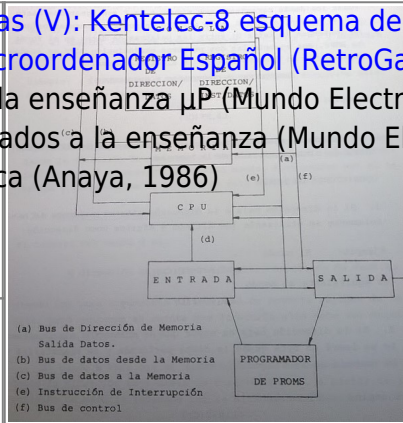 as (V): Kentelec-8 esquema de
croordenador Español (RetroGa
la enseñanza µP (Mundo Electr
ados a la enseñanza (Mundo E
ca (Anaya, 1986)
DE
DE
DIRECCION/
DIRECCION/
(c)
(b)
(a)
(e)
(f)
C P U
(d)
E N T R A D A
S A L I D A
(a) Bus de Dirección de Memoria
Salida Datos.
(b) Bus de datos desde la Memoria
(c) Bus de datos a la Memoria
(e) Instrucción de Interrupción
(f) Bus de control
PROGRAMADOR
DE PROMS